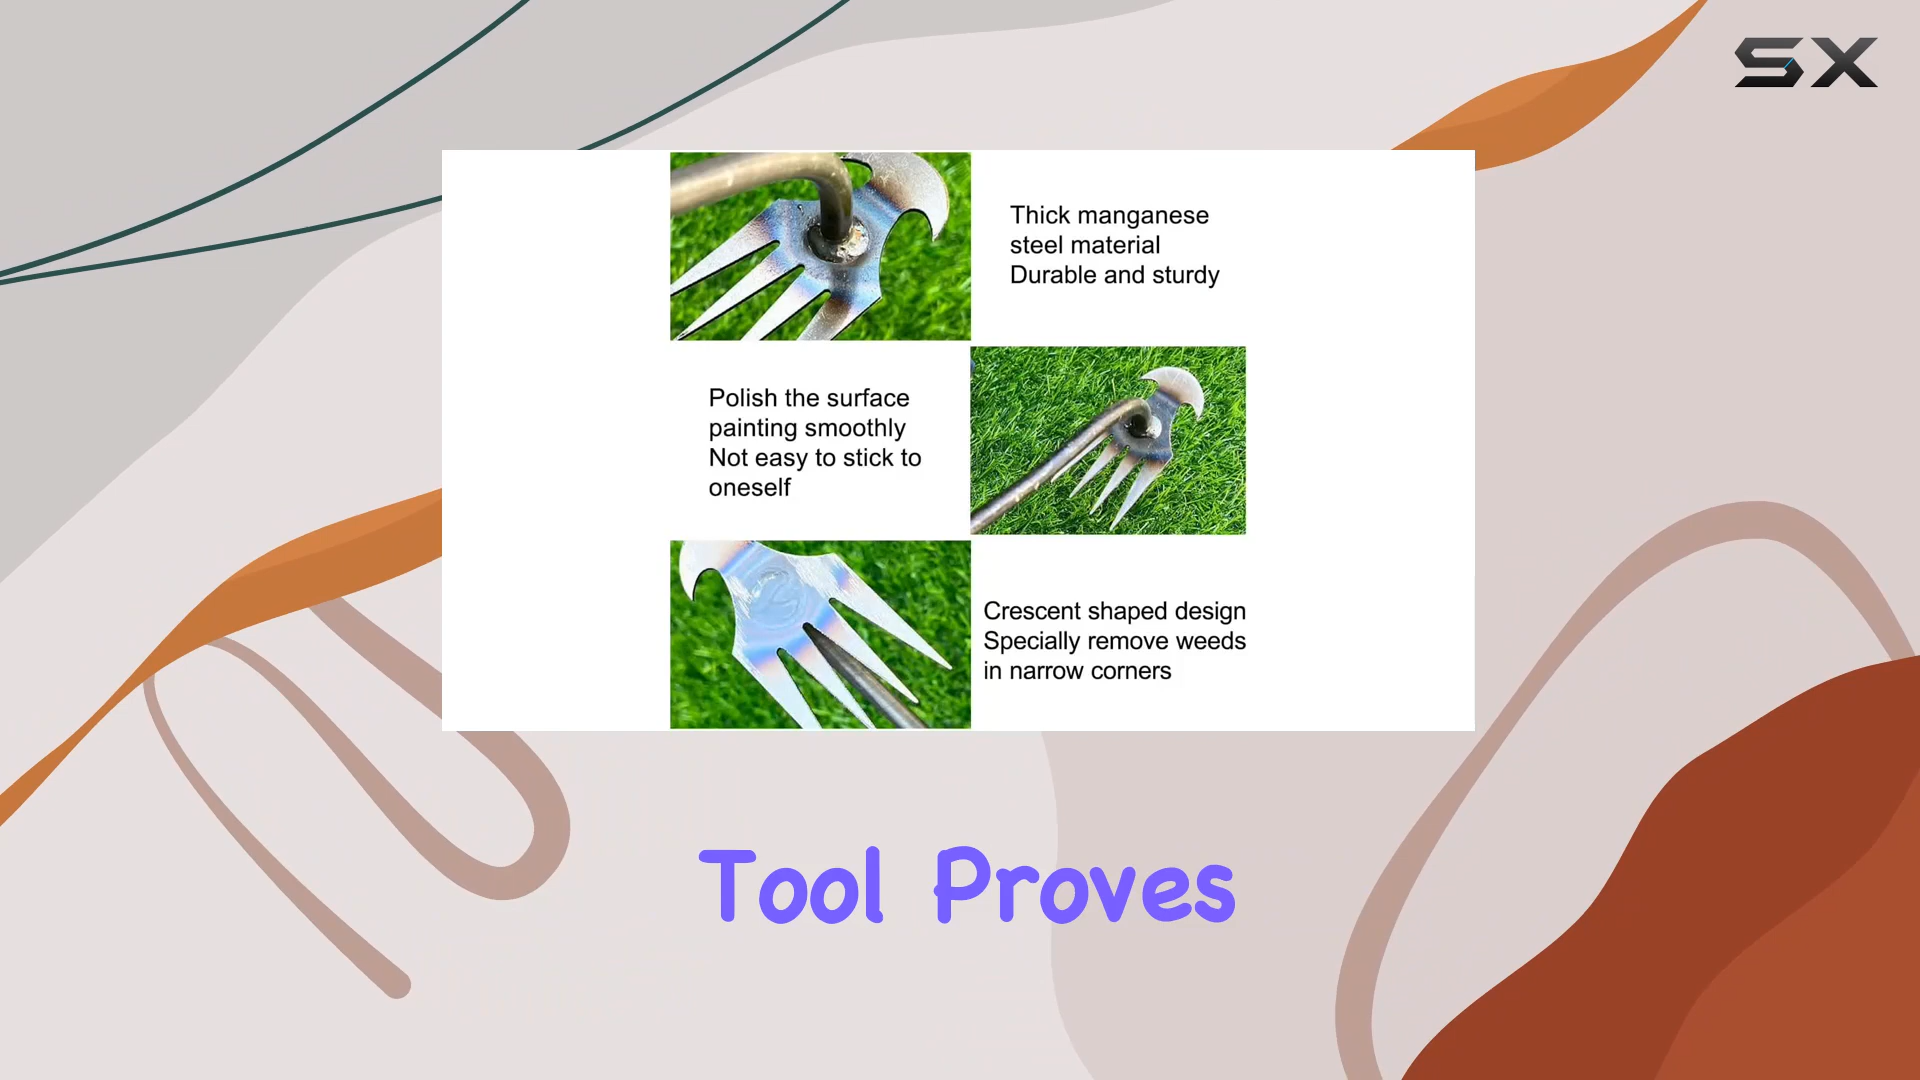 SX
Thick manganese
steel material
Durable and sturdy
Polish the surface
painting smoothly
Not easy to stick to
oneself
Crescent shaped design
Specially remove weeds
in narrow corners
Tool Proves